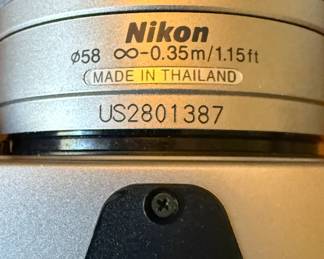 Nikon
ø58 ∞-0.35m/1.15ft
MADE IN THAILAND
US2801387